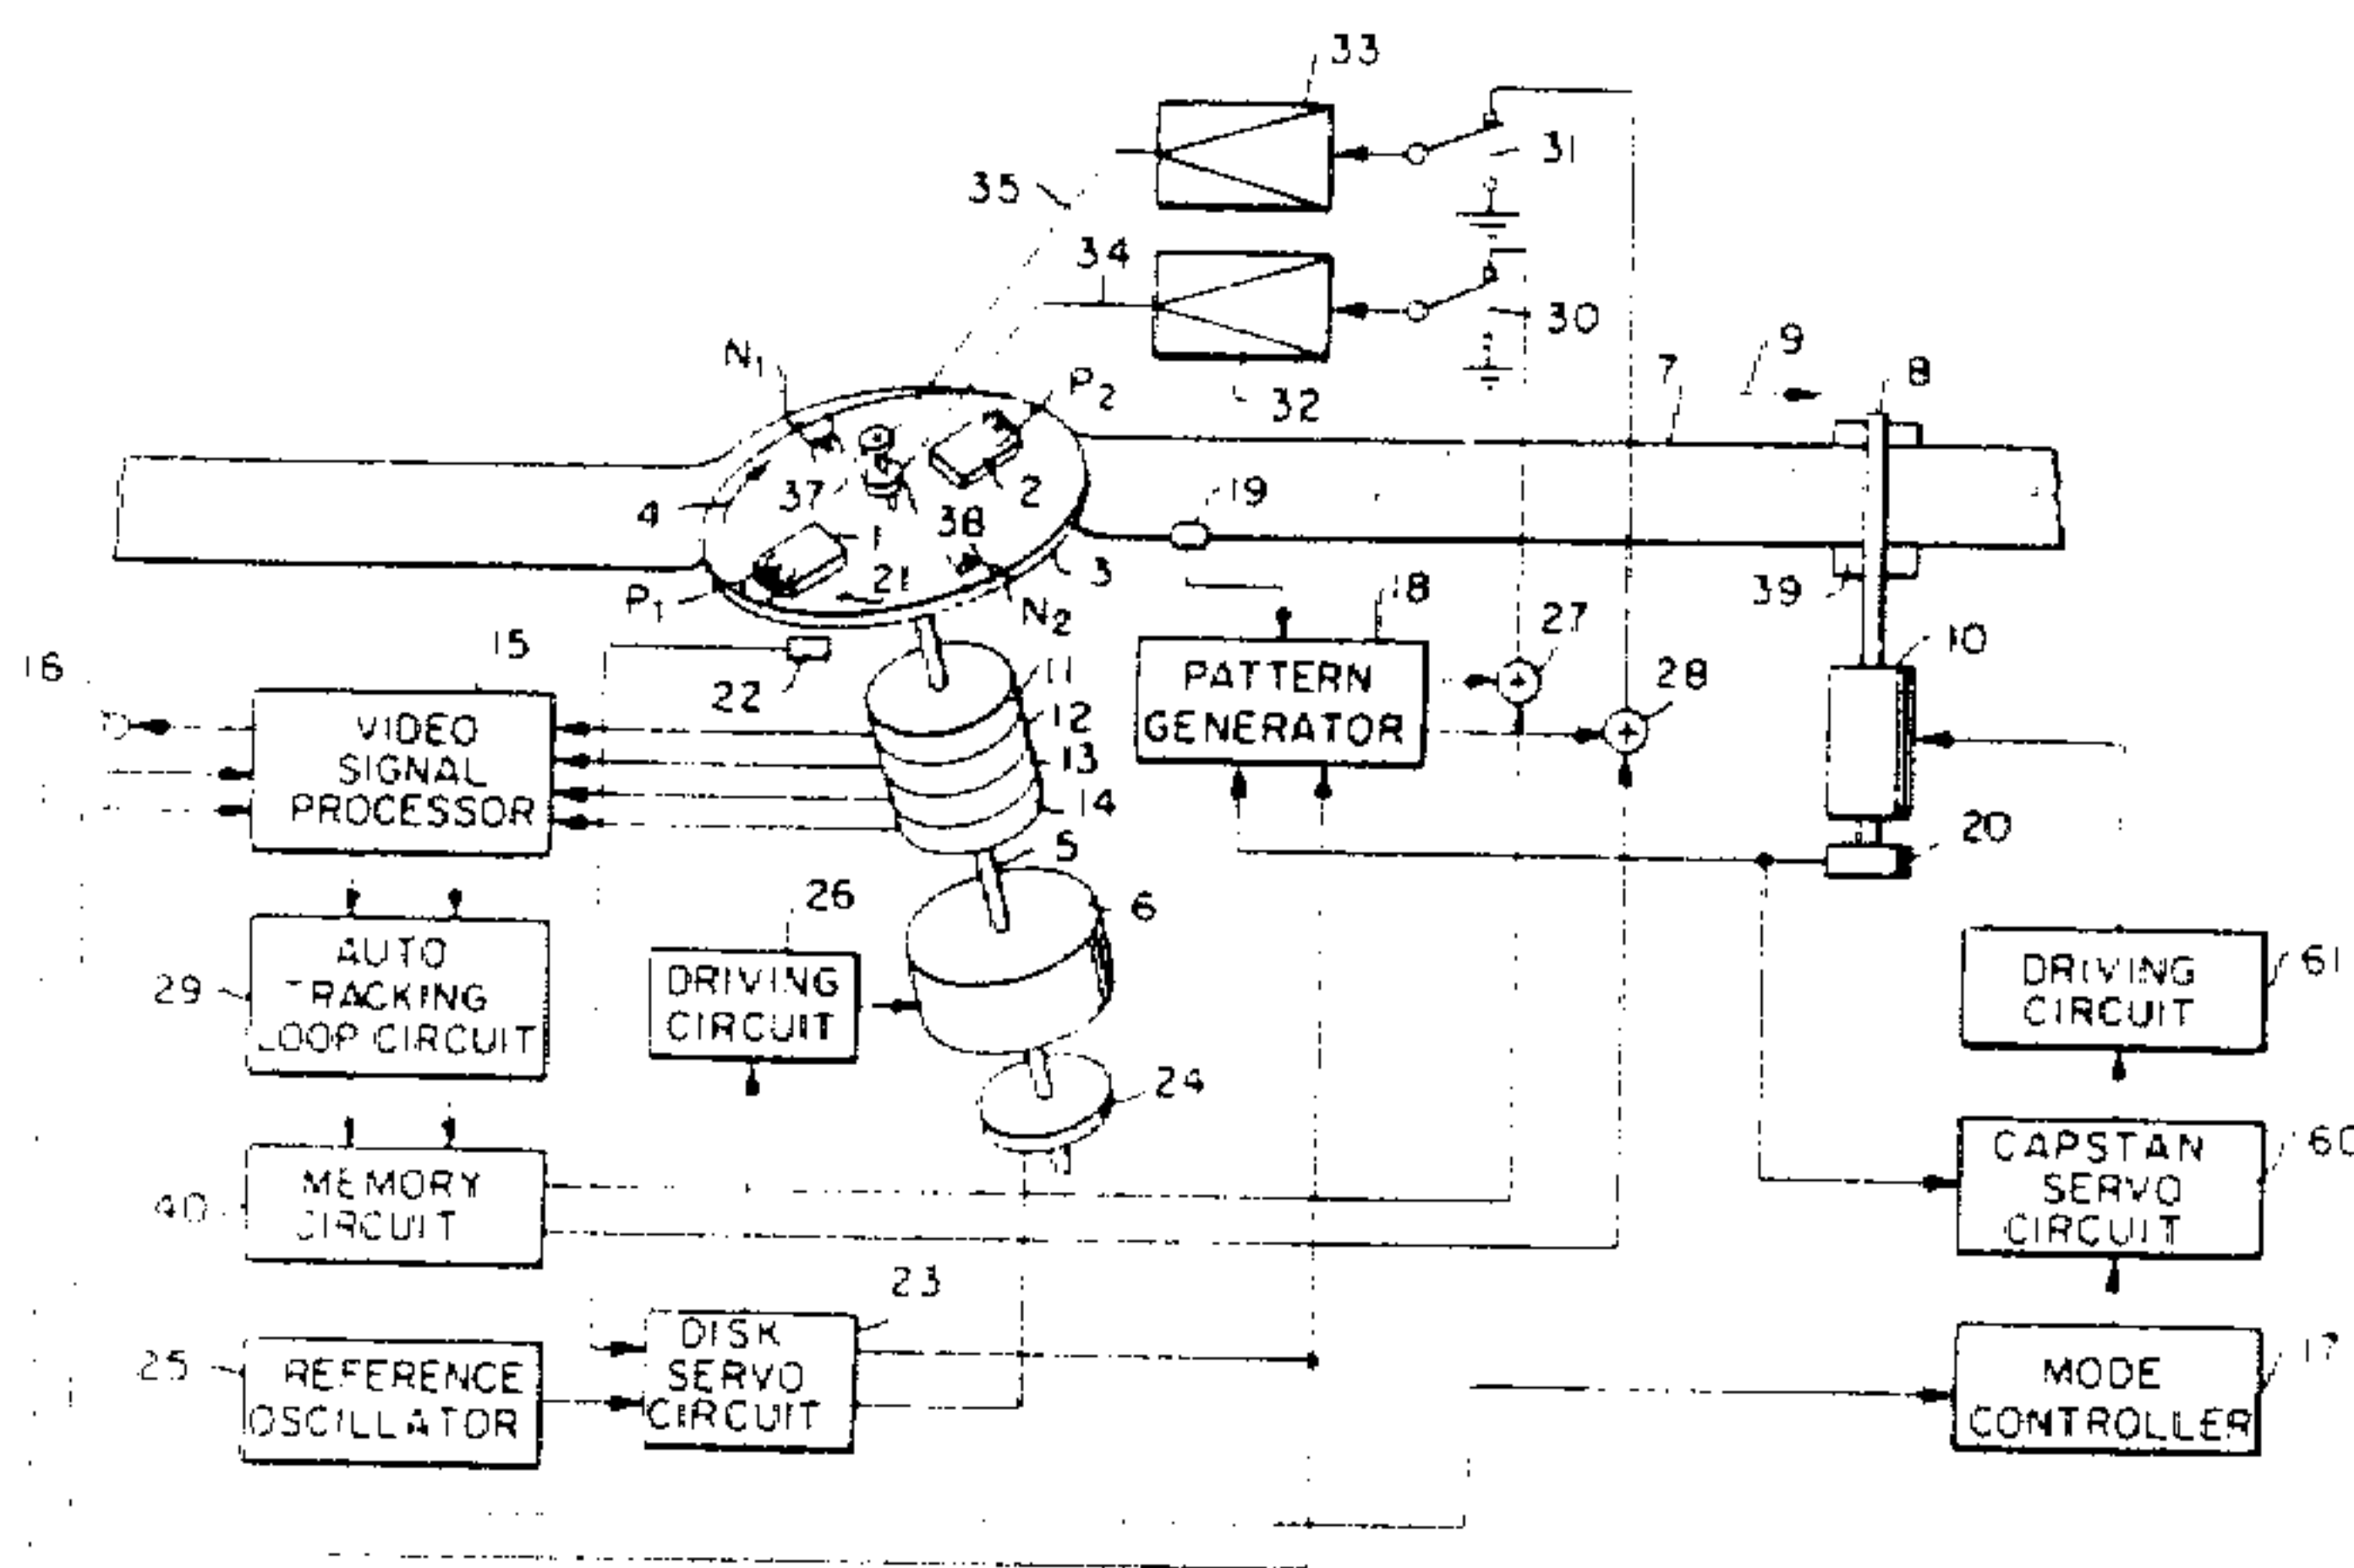 33
31
35
34
30
N1
P2
32
7
9
8
4
37
2
38
19
1
21
3
P1
N2
18
27
39
10
16
15
22
11
PATTERN
GENERATOR
28
12
VIDEO
SIGNAL
PROCESSOR
13
14
5
20
26
6
AUTO
TRACKING
LOOP CIRCUIT
29
DRIVING
CIRCUIT
DRIVING
CIRCUIT
61
24
MEMORY
CIRCUIT
40
CAPSTAN
SERVO
CIRCUIT
60
23
25
REFERENCE
OSCILLATOR
DISK
SERVO
CIRCUIT
MODE
CONTROLLER
17